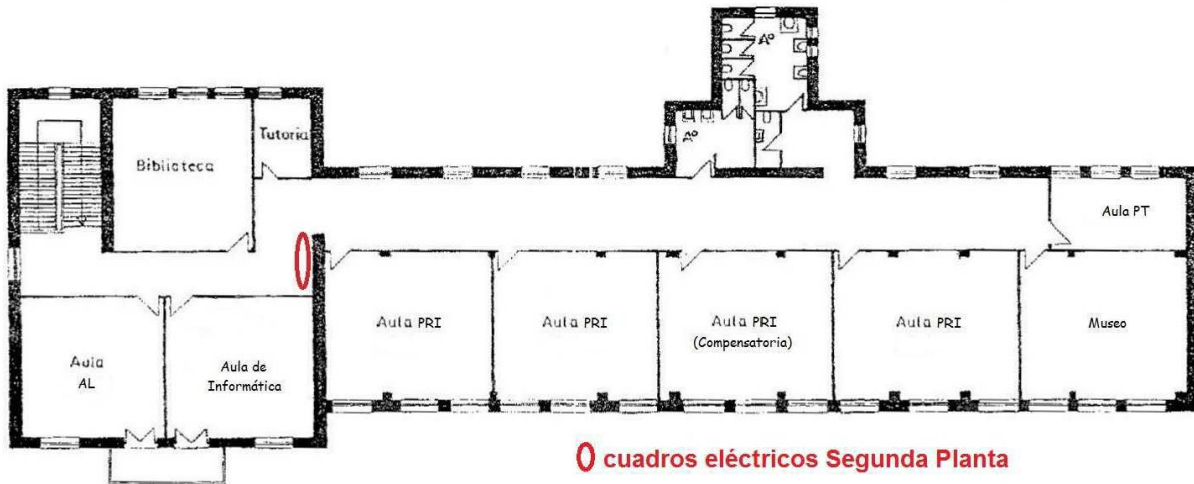 Aº
Tutoria
Biblioteca
Aº
Aula PT
Aula PRI
Aula PRI
Aula PRI
(Compensatoria)
Aula PRI
Museo
Aula
AL
Aula de
Informática
cuadros eléctricos Segunda Planta